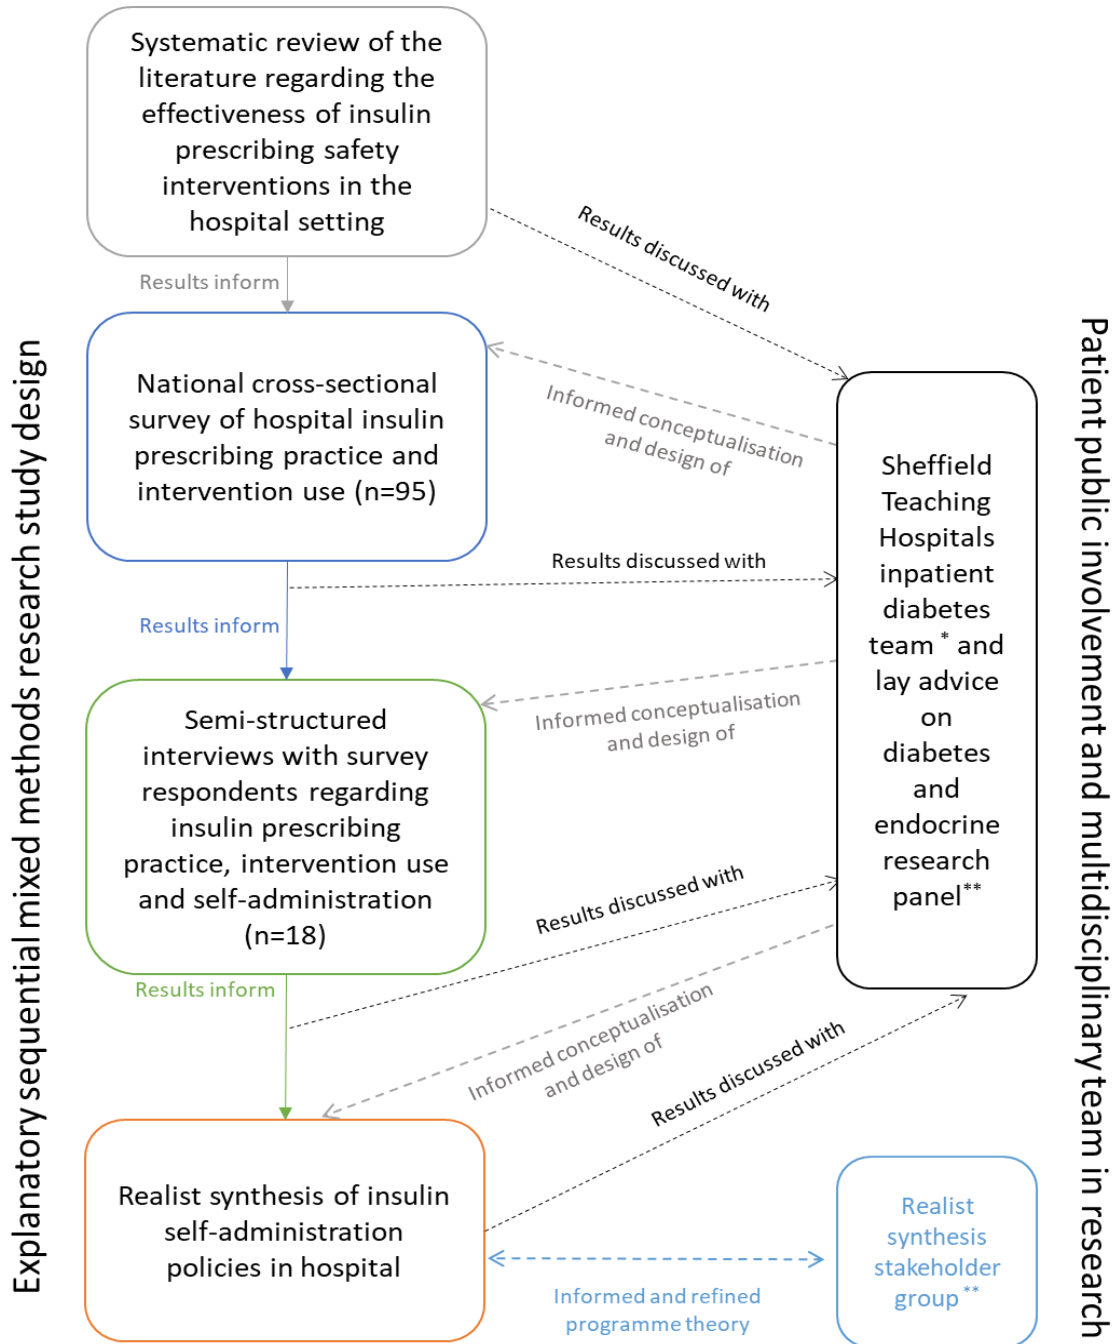 Systematic review of the
literature regarding the
effectiveness of insulin
prescribing safety
interventions in the
hospital setting
Results discussed with
Results inform
National cross-sectional
survey of hospital insulin
prescribing practice and
intervention use (n=95)
Informed conceptualisation
and design of
Results discussed with
Results inform
Semi-structured
interviews with survey
respondents regarding
insulin prescribing
practice, intervention use
and self-administration
(n=18)
Informed conceptualisation
and design of
Results discussed with
Results inform
Informed conceptualisation
and design of
Results discussed with
Realist synthesis of insulin
self-administration
policies in hospital
Informed and refined
programme theory
Sheffield
Teaching
Hospitals
inpatient
diabetes
team * and
lay advice
on
diabetes
and
endocrine
research
panel**
Realist
synthesis
stakeholder
group **
Explanatory sequential mixed methods research study design
Patient public involvement and multidisciplinary team in research